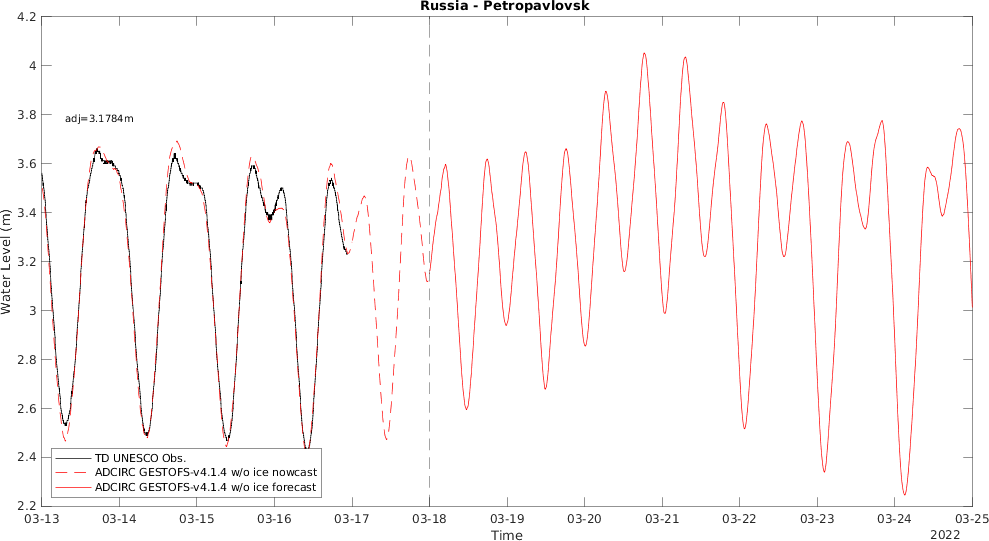 Russia - Petropavlovsk
4.2
4
3.8
3.6
3.4
3.2
3
2.8
2.6
2.4
2.2
Water Level (m)
adj=3.1784m
TD UNESCO Obs.
ADCIRC GESTOFS-v4.1.4 w/o ice nowcast
ADCIRC GESTOFS-v4.1.4 w/o ice forecast
03-13 03-14 03-15 03-16 03-17 03-18 03-19 03-20 03-21 03-22 03-23 03-24 03-25
Time
2022